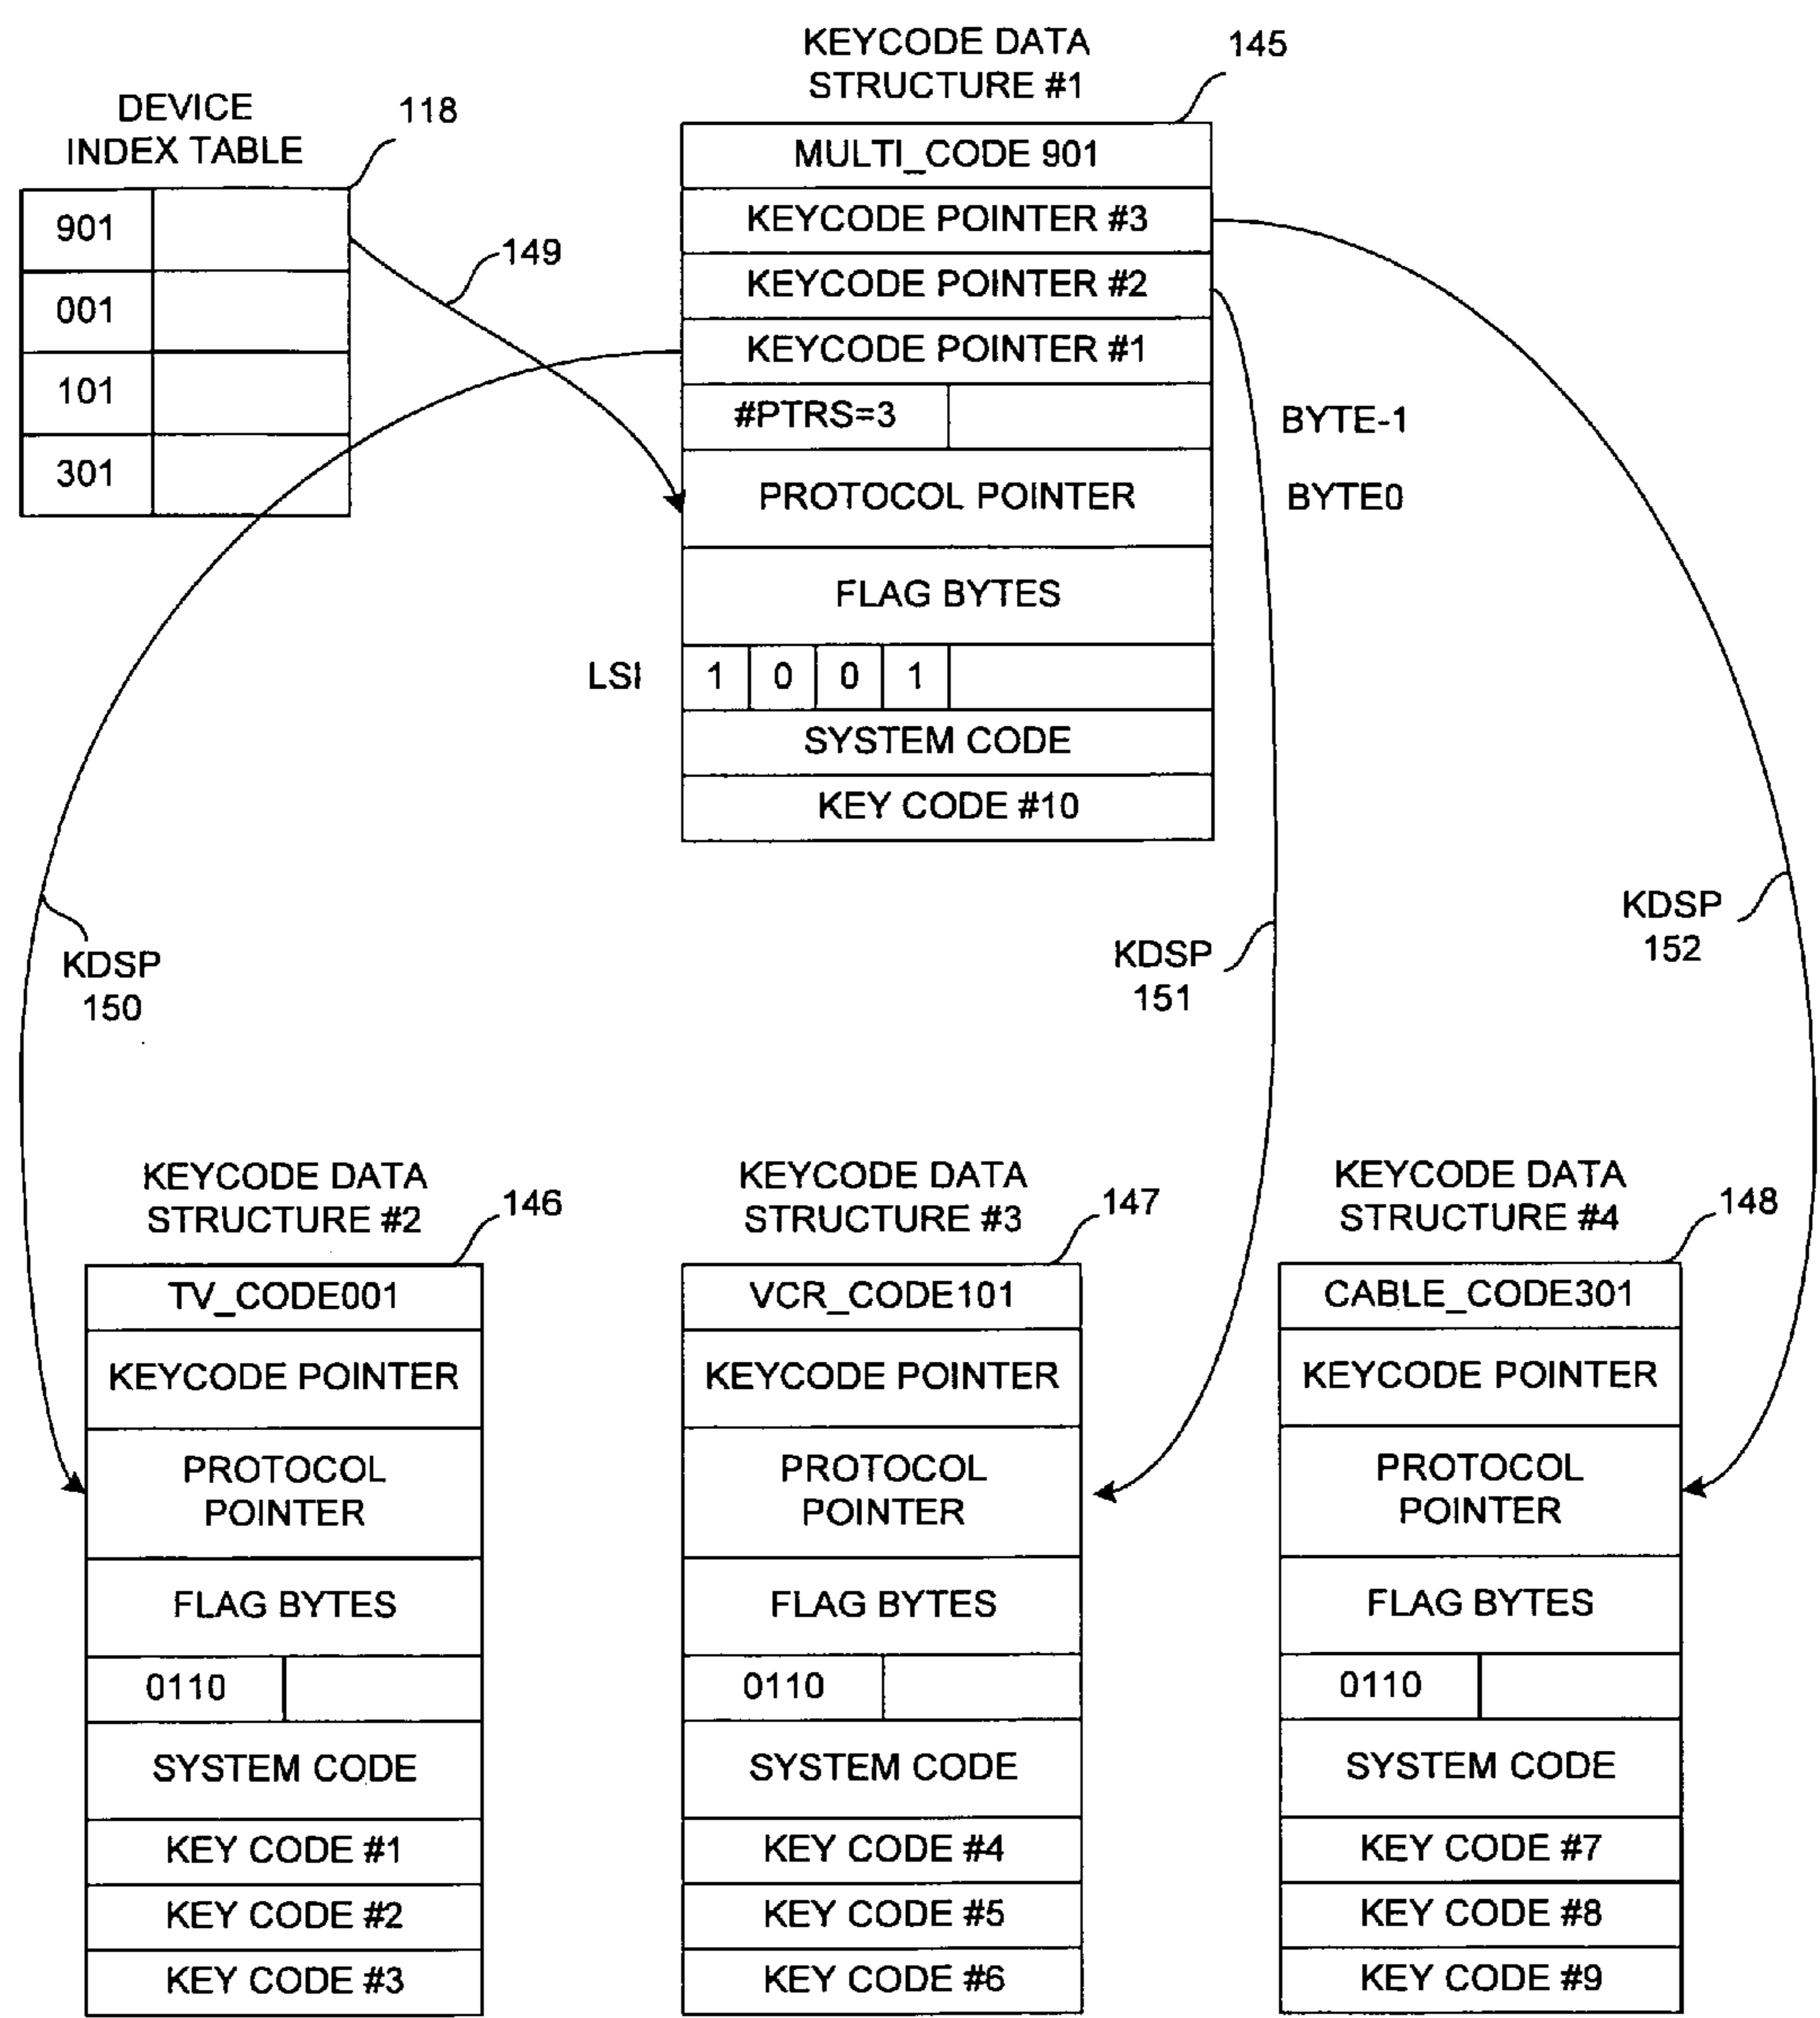 KEYCODE DATA
STRUCTURE #1
145
DEVICE
INDEX TABLE
118
901
001
101
301
149
MULTI_CODE 901
KEYCODE POINTER #3
KEYCODE POINTER #2
KEYCODE POINTER #1
#PTRS=3
BYTE-1
PROTOCOL POINTER
BYTE0
FLAG BYTES
LSI
1 0 0 1
SYSTEM CODE
KEY CODE #10
KDSP
150
KDSP
151
KDSP
152
KEYCODE DATA
STRUCTURE #2
146
TV_CODE001
KEYCODE POINTER
PROTOCOL
POINTER
FLAG BYTES
0110
SYSTEM CODE
KEY CODE #1
KEY CODE #2
KEY CODE #3
KEYCODE DATA
STRUCTURE #3
147
VCR_CODE101
KEYCODE POINTER
PROTOCOL
POINTER
FLAG BYTES
0110
SYSTEM CODE
KEY CODE #4
KEY CODE #5
KEY CODE #6
KEYCODE DATA
STRUCTURE #4
148
CABLE_CODE301
KEYCODE POINTER
PROTOCOL
POINTER
FLAG BYTES
0110
SYSTEM CODE
KEY CODE #7
KEY CODE #8
KEY CODE #9